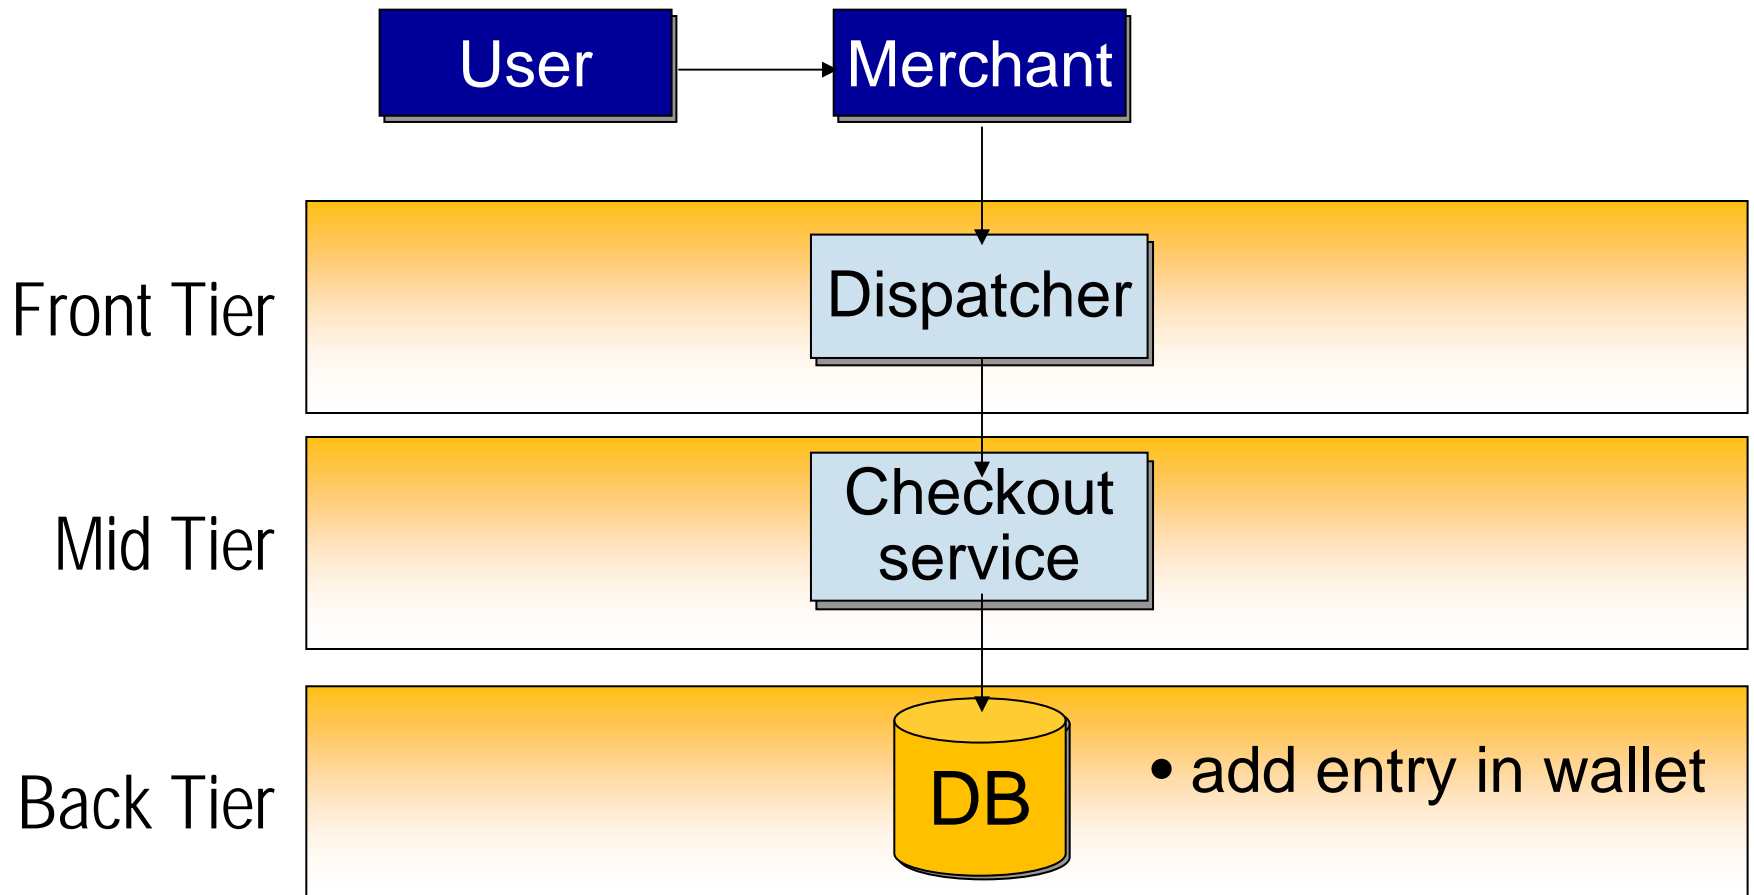 User
Merchant
Front Tier
Dispatcher
Mid Tier
Checkout
service
Back Tier
DB
• add entry in wallet